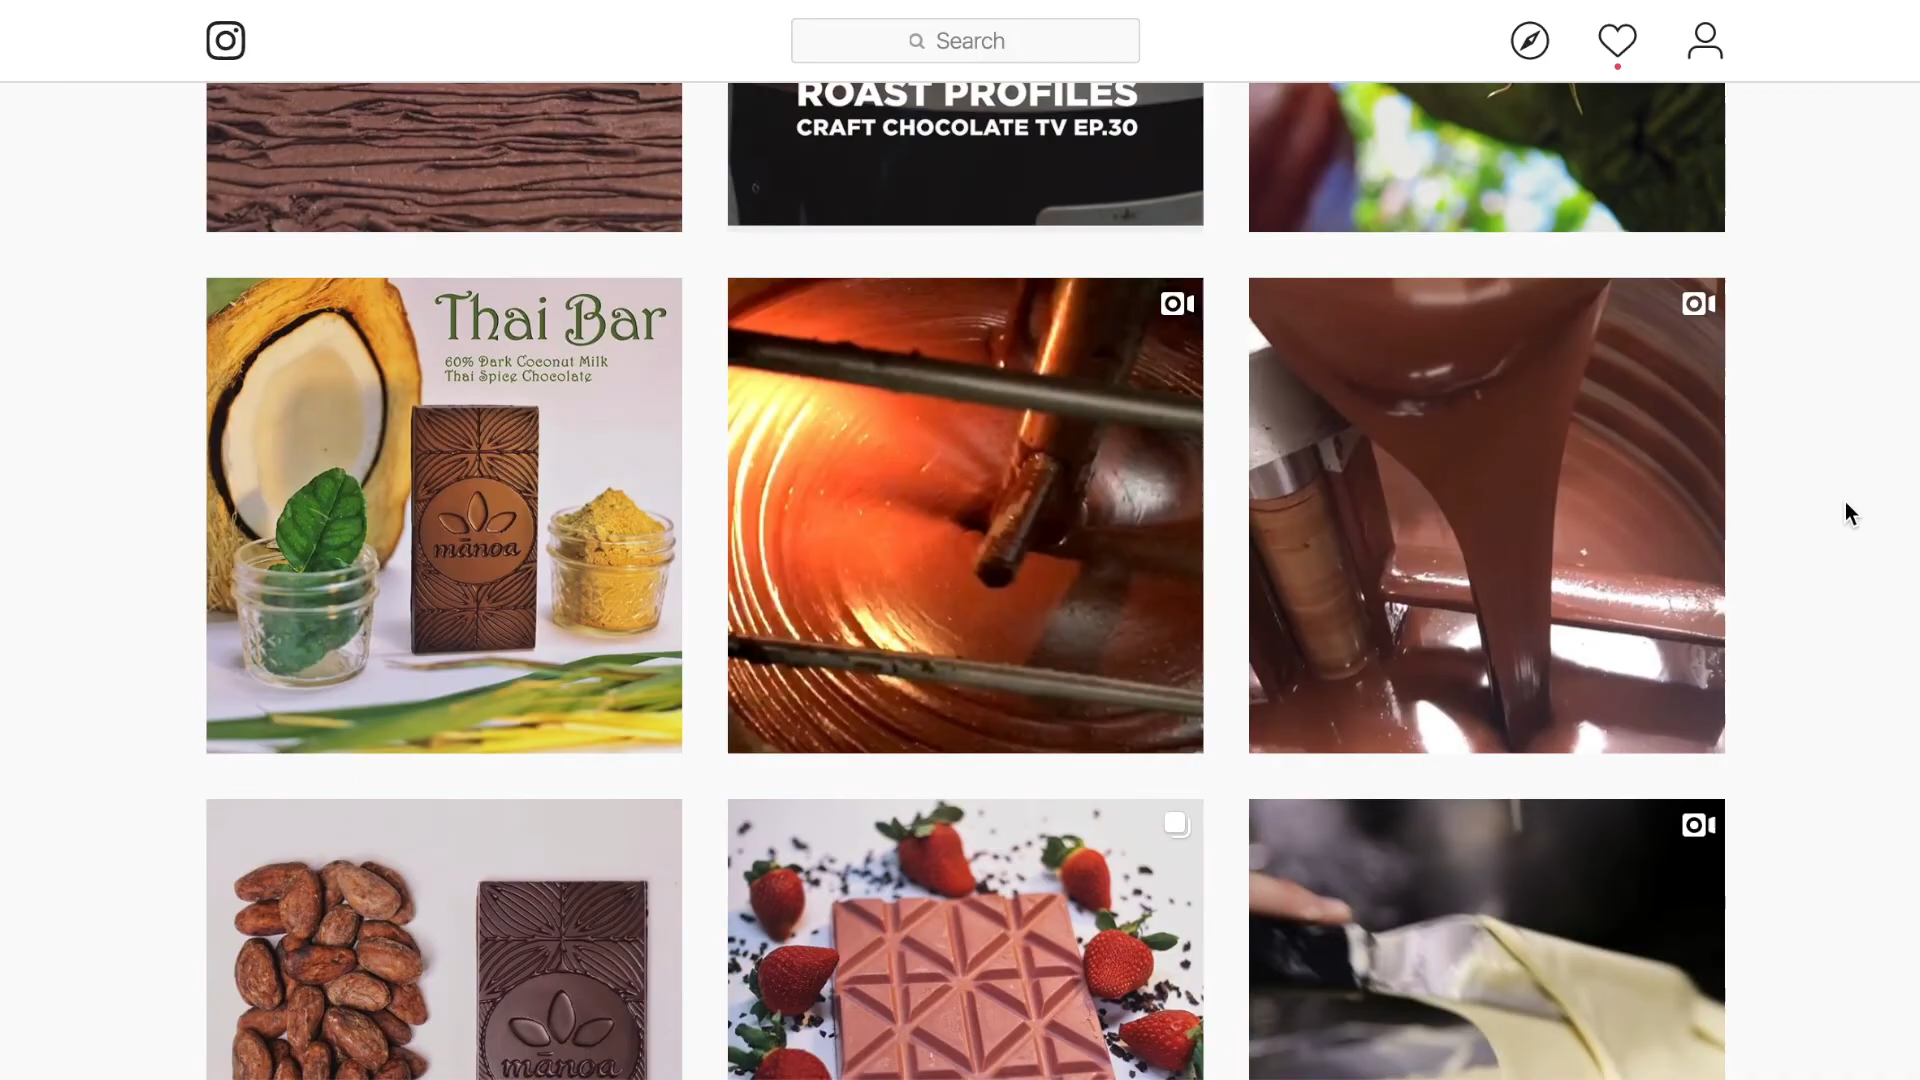 Search
ROAST PROFILES
CRAFT CHOCOLATE TV EP.30
Thai Bar
60% Dark Coconut Milk
Thai Spice Chocolate
mānoa
mānoa